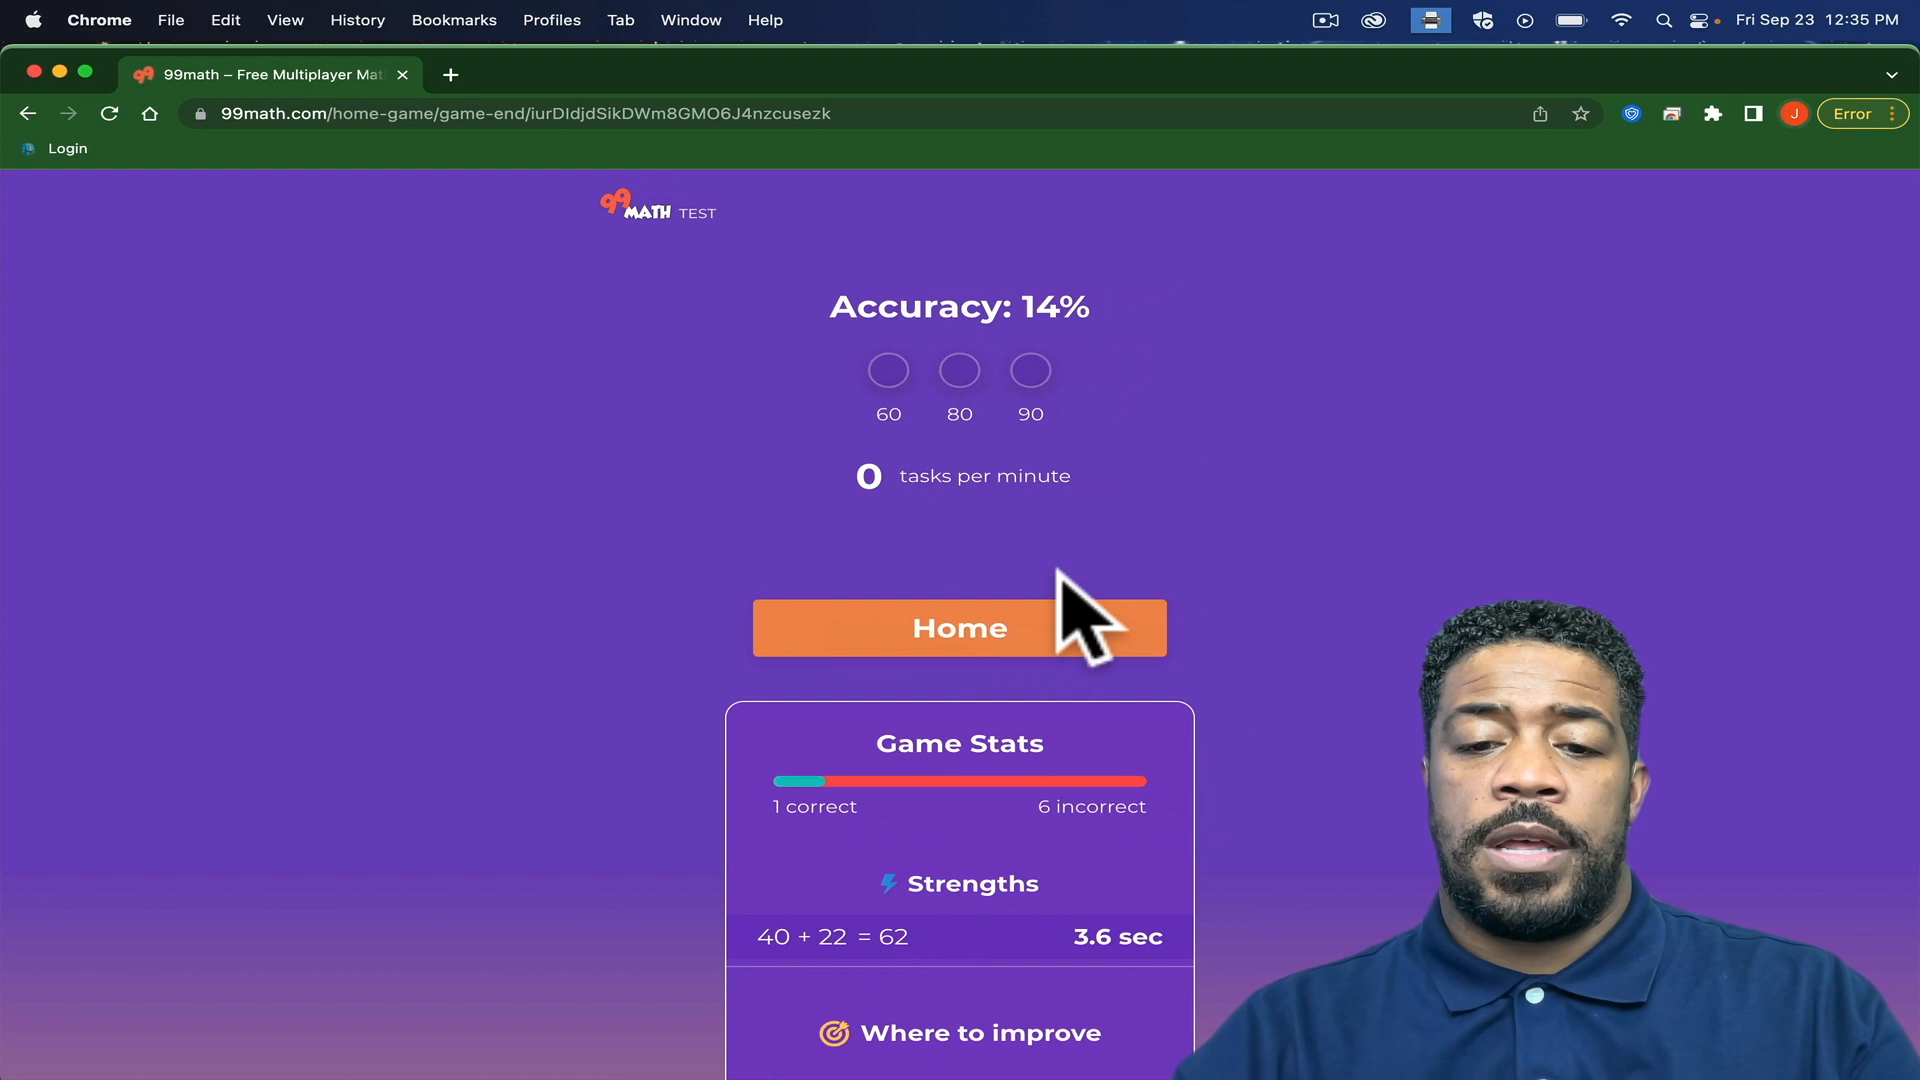 Chrome File Edit View History Bookmarks Profiles Tab Window Help Fri Sep 23 12:35 PM
99math – Free Multiplayer Mat
99math.com/home-game/game-end/iurDIdjdSikDWm8GMO6J4nzcusezk J Error
Login
99 MATH TEST
Accuracy: 14%
60 80 90
0 tasks per minute
Home
Game Stats
1 correct 6 incorrect
Strengths
40 + 22 = 62 3.6 sec
Where to improve